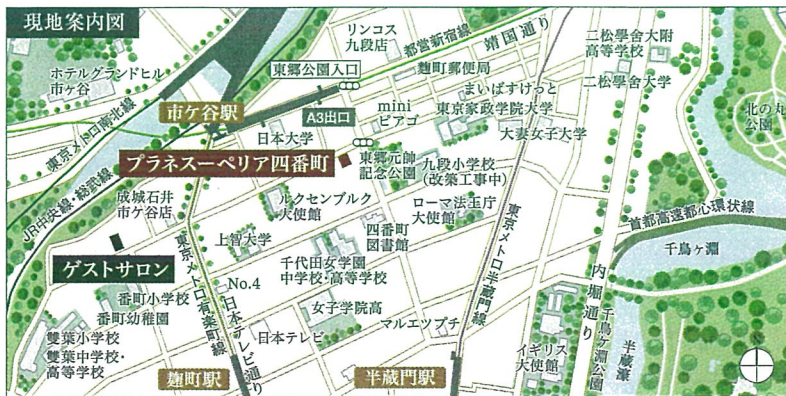 現地案内図
リンコス
九段店
都営新宿線
靖国通り
二松學舎大附
高等学校
二松學舎大学
ホテルグランドヒル
市ヶ谷
東郷公園入口
麹町郵便局
まいばすけっと
東京家政学院大学
大妻女子大学
北の丸
公園
市ケ谷駅
A3出口
mini
ピアゴ
日本大学
東京メトロ南北線
プラネスーペリア四番町
東郷元帥
記念公園
九段小学校
(改築工事中)
JR中央線・総武線
成城石井
市ケ谷店
ルクセンブルク
大使館
ローマ法王庁
大使館
四番町
図書館
上智大学
東京メトロ有楽町線
東京メトロ半蔵門線
首都高速都心環状線
千鳥ヶ淵
ゲストサロン
千代田女学園
中学校・高等学校
No.4
番町小学校
番町幼稚園
日本テレビ通り
女子学院高
日本テレビ
マルエツプチ
内堀通り
千鳥ヶ淵公園
半蔵濠
イギリス
大使館
雙葉小学校
雙葉中学校・
高等学校
麹町駅
半蔵門駅